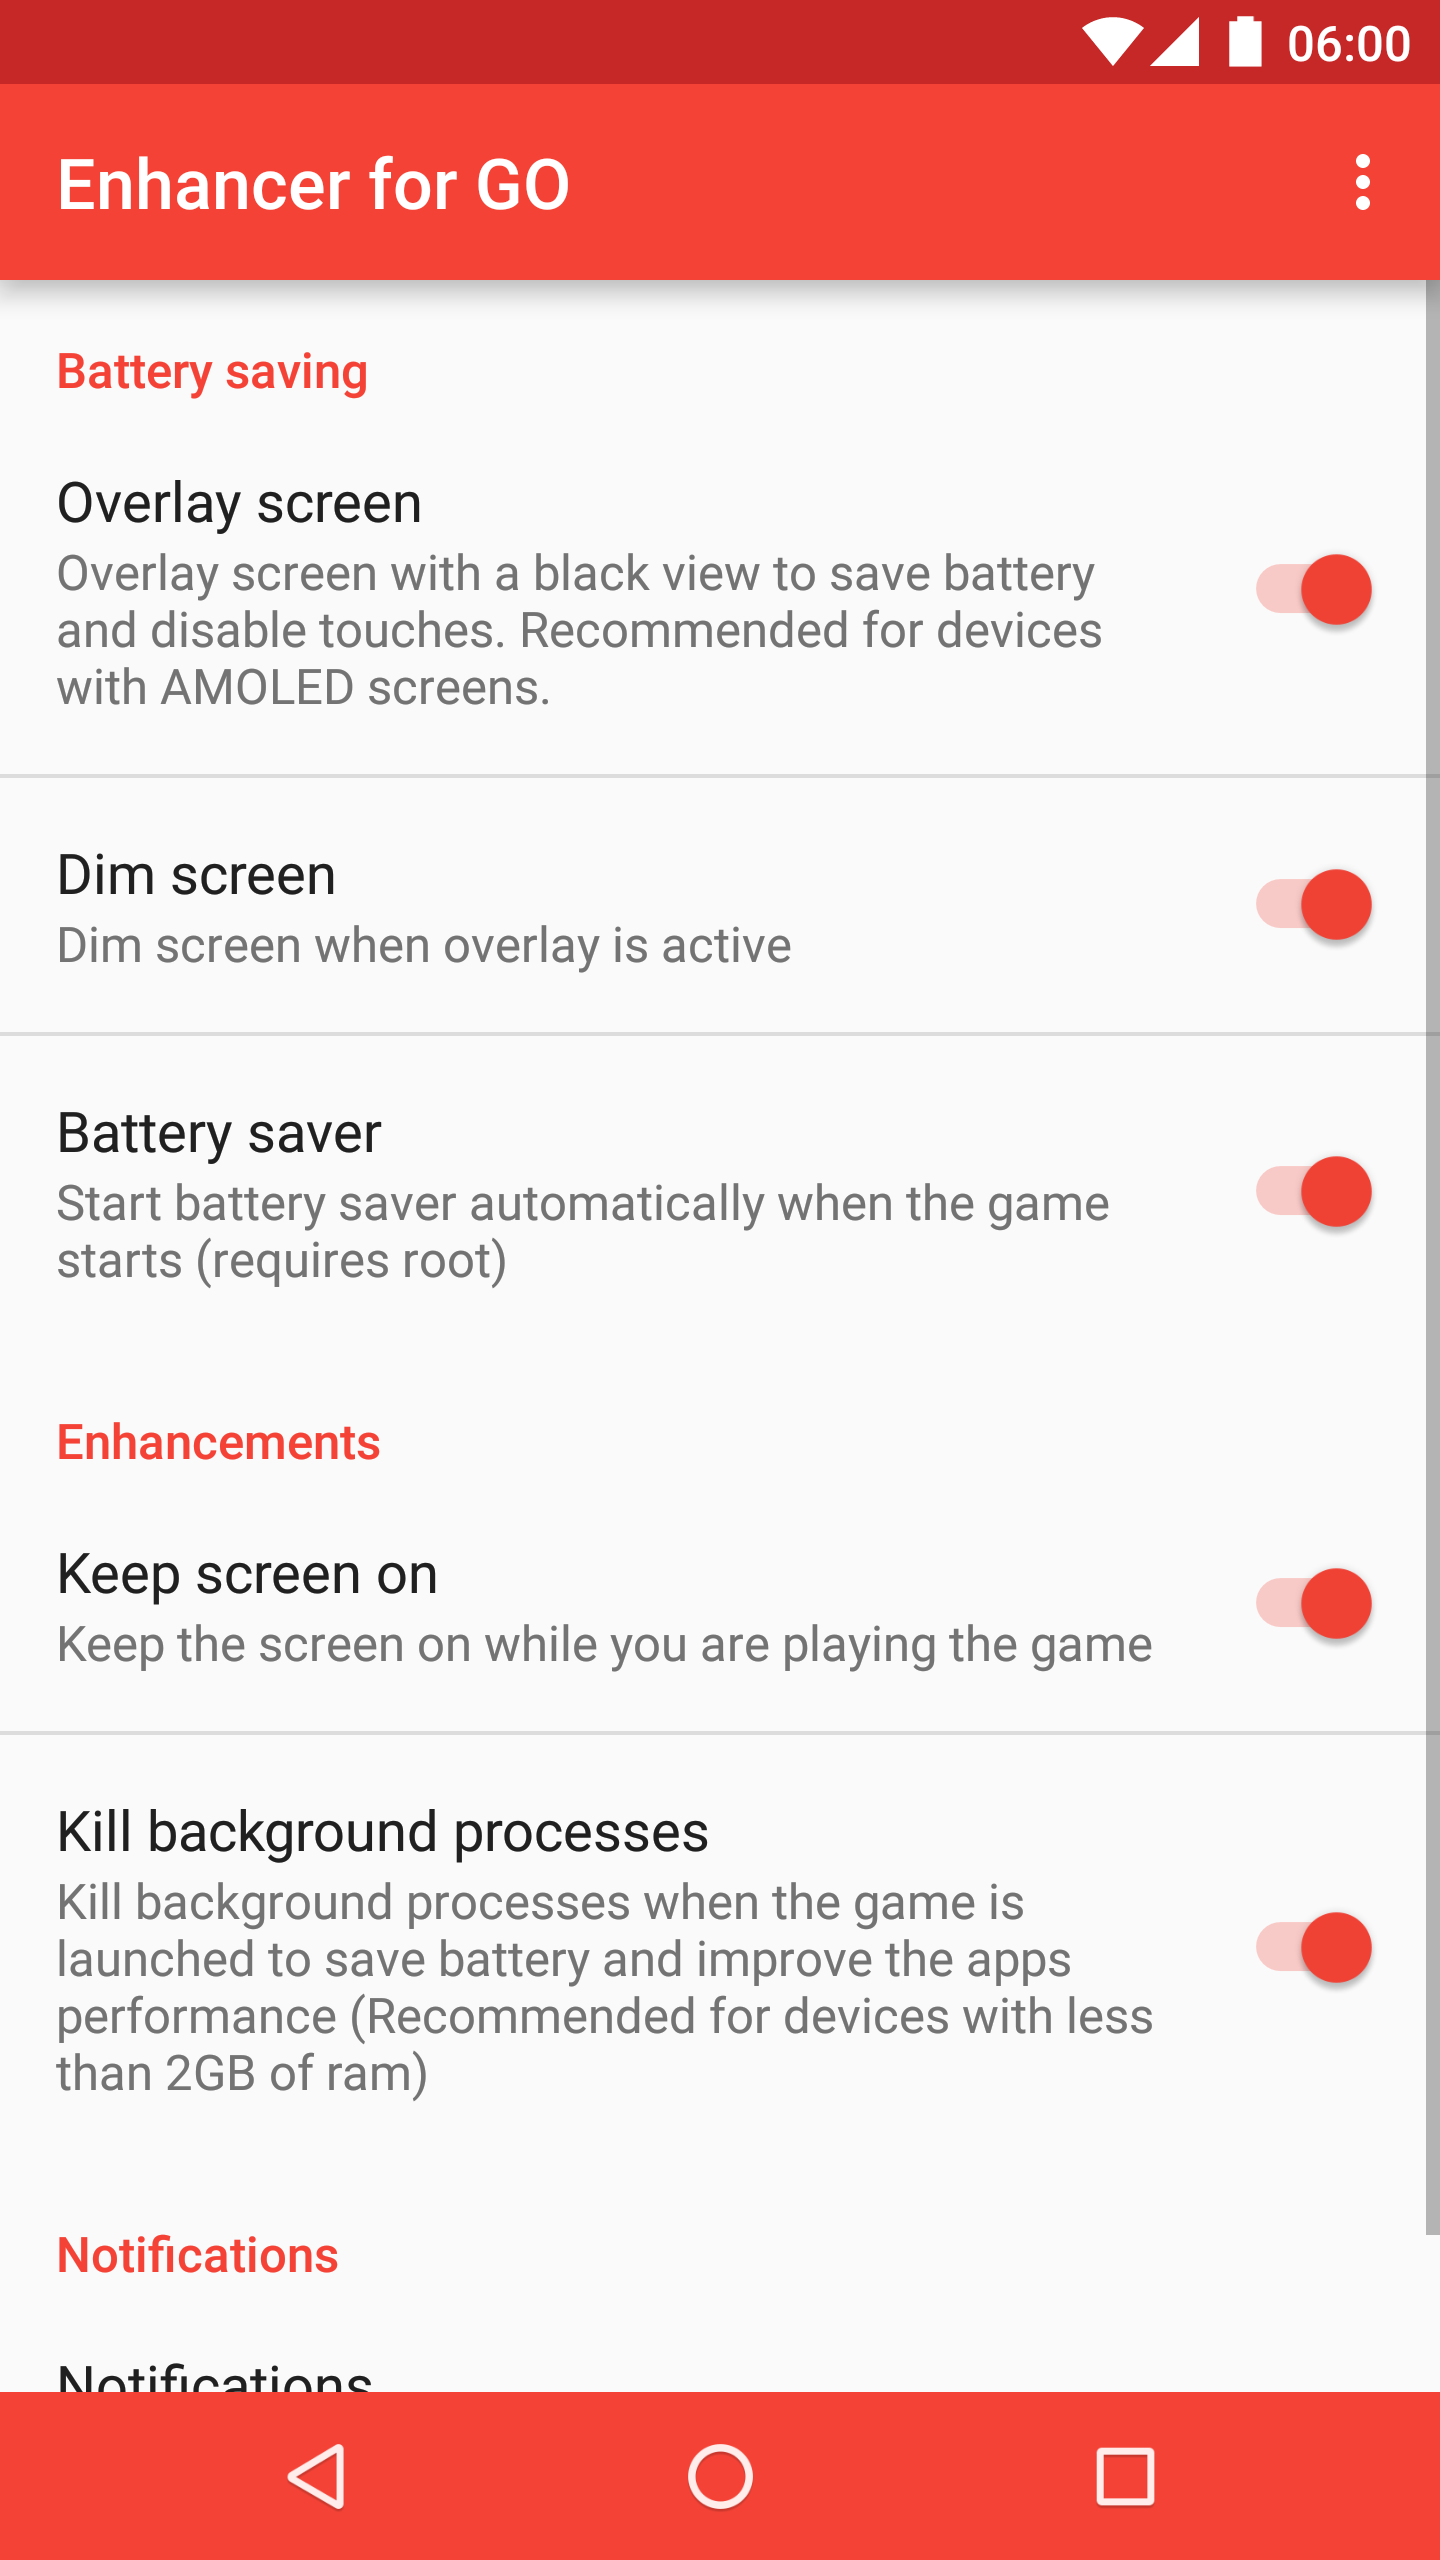 06:00
Enhancer for GO
Battery saving
Overlay screen
Overlay screen with a black view to save battery
and disable touches. Recommended for devices
with AMOLED screens.
Dim screen
Dim screen when overlay is active
Battery saver
Start battery saver automatically when the game
starts (requires root)
Enhancements
Keep screen on
Keep the screen on while you are playing the game
Kill background processes
Kill background processes when the game is
launched to save battery and improve the apps
performance (Recommended for devices with less
than 2GB of ram)
Notifications
Notifications